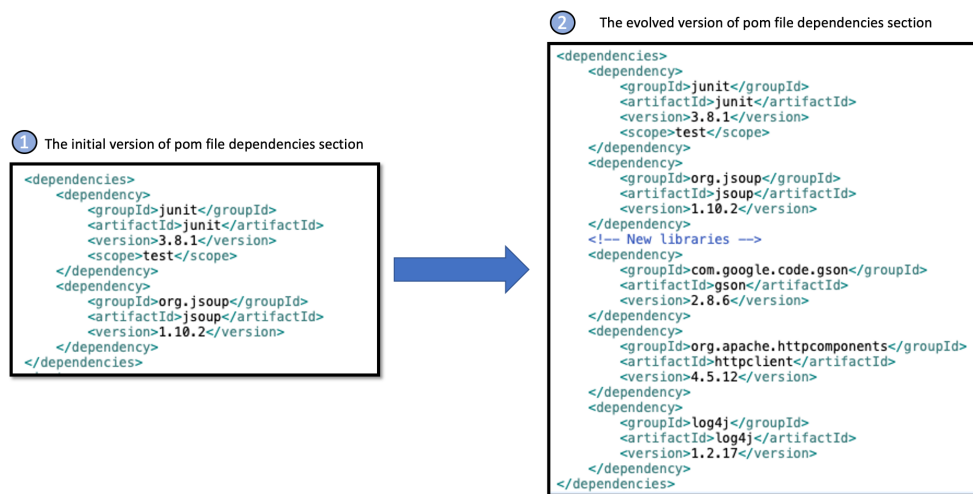 1 The initial version of pom file dependencies section
<dependencies>
    <dependency>
        <groupId>junit</groupId>
        <artifactId>junit</artifactId>
        <version>3.8.1</version>
        <scope>test</scope>
    </dependency>
    <dependency>
        <groupId>org.jsoup</groupId>
        <artifactId>jsoup</artifactId>
        <version>1.10.2</version>
    </dependency>
</dependencies>
2 The evolved version of pom file dependencies section
<dependencies>
    <dependency>
        <groupId>junit</groupId>
        <artifactId>junit</artifactId>
        <version>3.8.1</version>
        <scope>test</scope>
    </dependency>
    <dependency>
        <groupId>org.jsoup</groupId>
        <artifactId>jsoup</artifactId>
        <version>1.10.2</version>
    </dependency>
    <!-- New libraries -->
    <dependency>
        <groupId>com.google.code.gson</groupId>
        <artifactId>gson</artifactId>
        <version>2.8.6</version>
    </dependency>
    <dependency>
        <groupId>org.apache.httpcomponents</groupId>
        <artifactId>httpclient</artifactId>
        <version>4.5.12</version>
    </dependency>
    <dependency>
        <groupId>log4j</groupId>
        <artifactId>log4j</artifactId>
        <version>1.2.17</version>
    </dependency>
</dependencies>